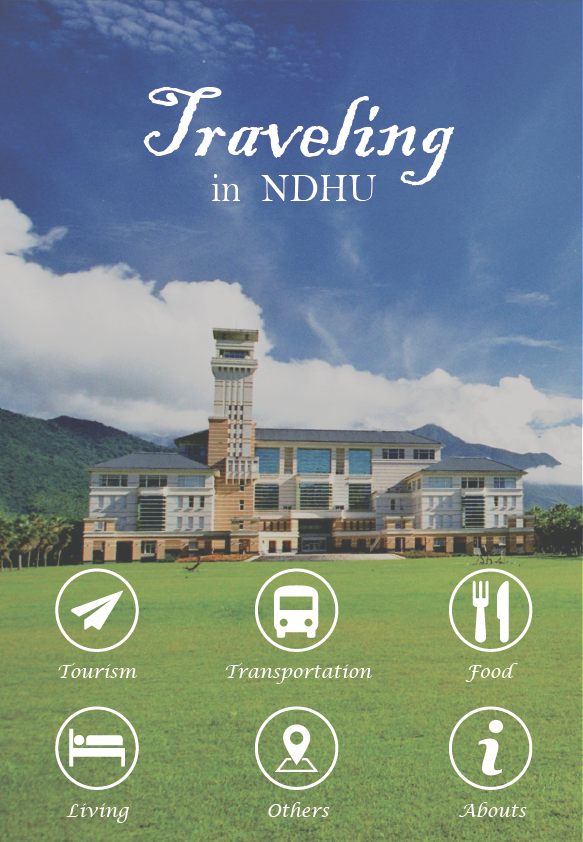 Traveling
in NDHU
Tourism
Transportation
Food
Living
Others
Abouts